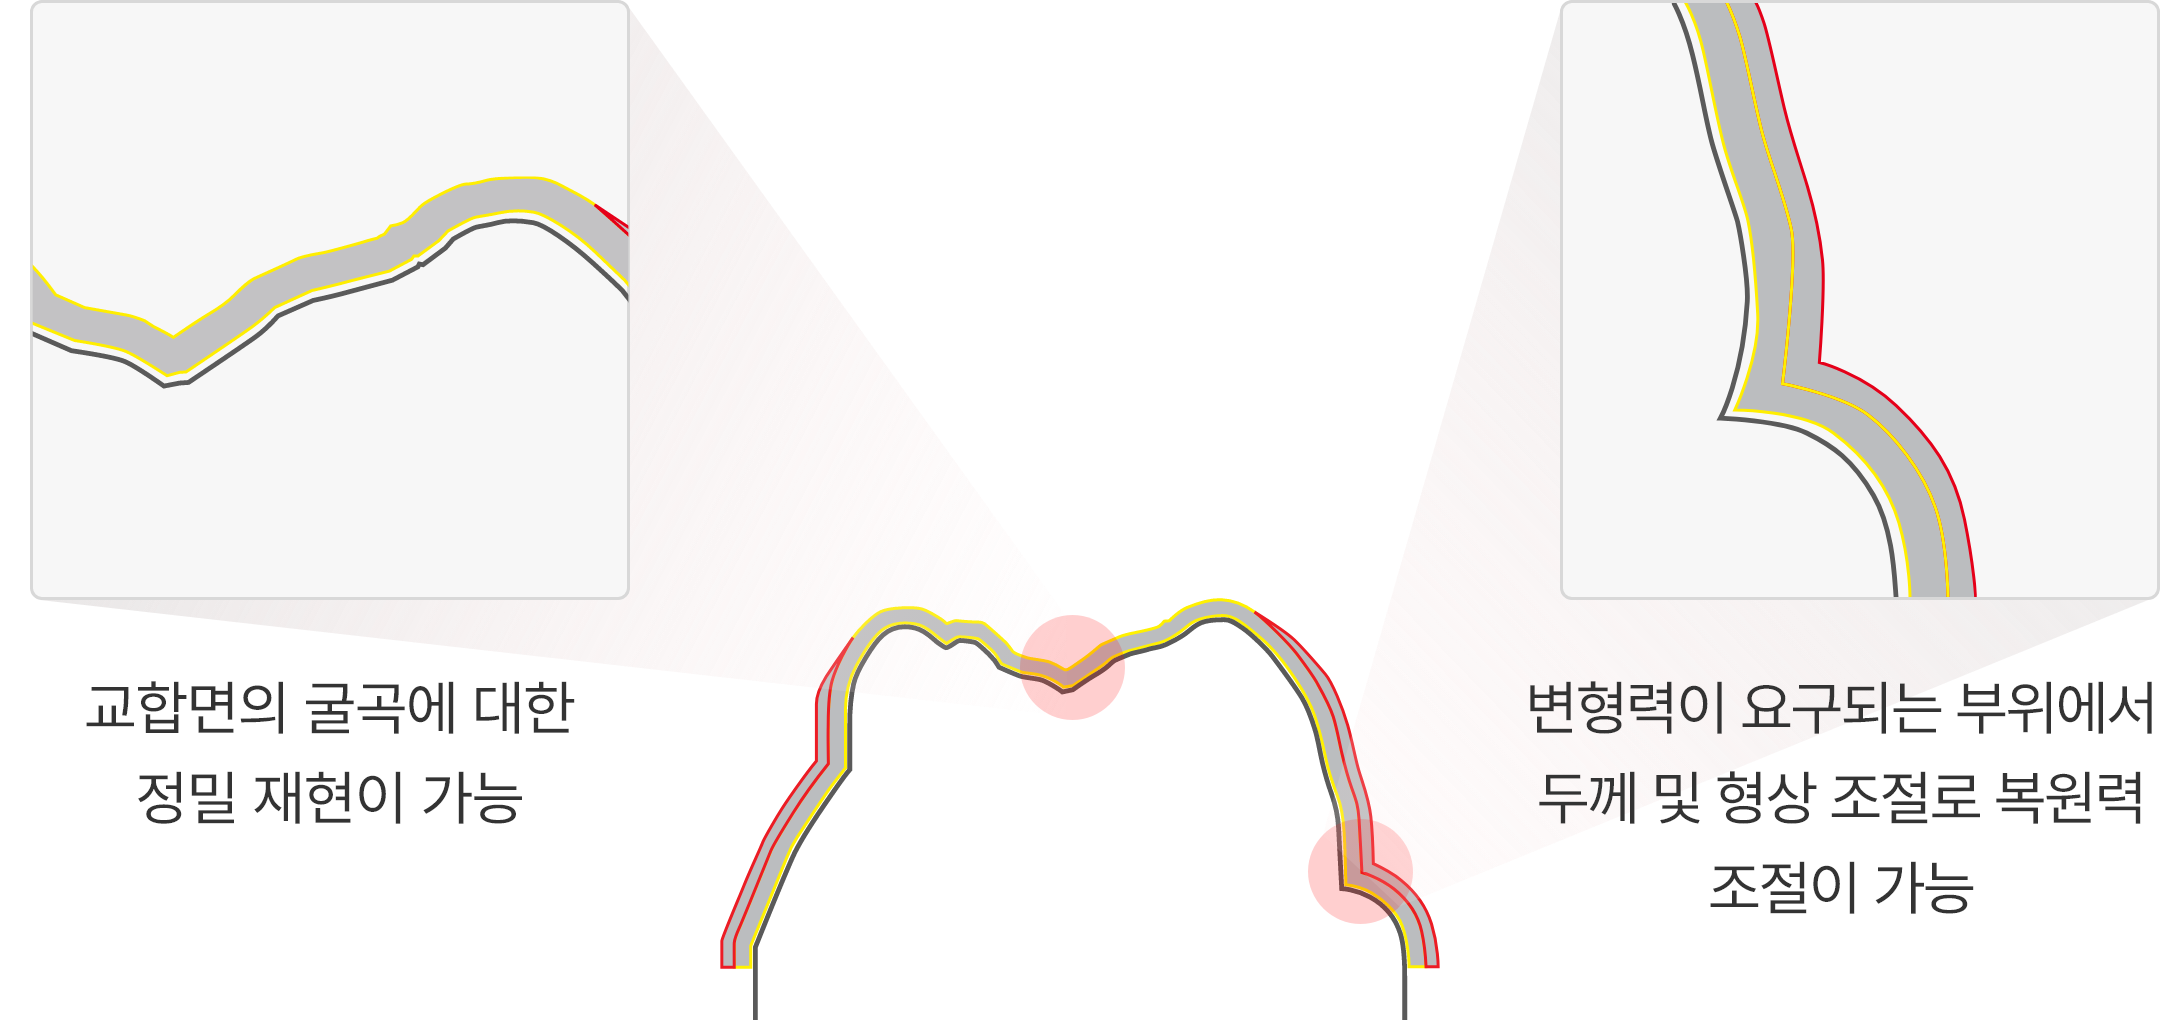 교합면의 굴곡에 대한
정밀 재현이 가능
변형력이 요구되는 부위에서
두께 및 형상 조절로 복원력
조절이 가능